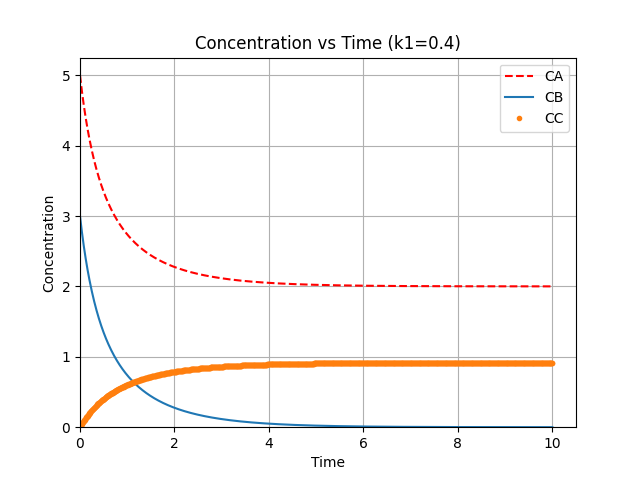 Concentration vs Time (k1=0.4)
CA
CB
CC
Concentration
5
4
3
2
1
0
0 2 4 6 8 10
Time